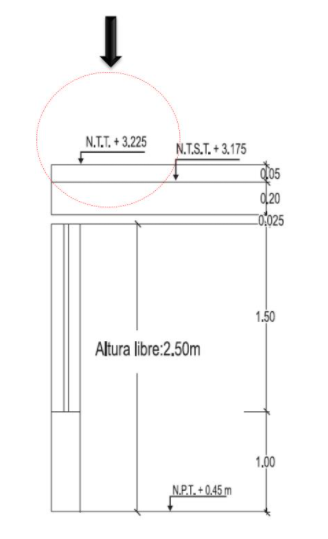 N.T.T. + 3.225
N.T.S.T. + 3.175
0.05
0.20
0.025
1.50
Altura libre:2.50m
1.00
N.P.T. + 0.45 m